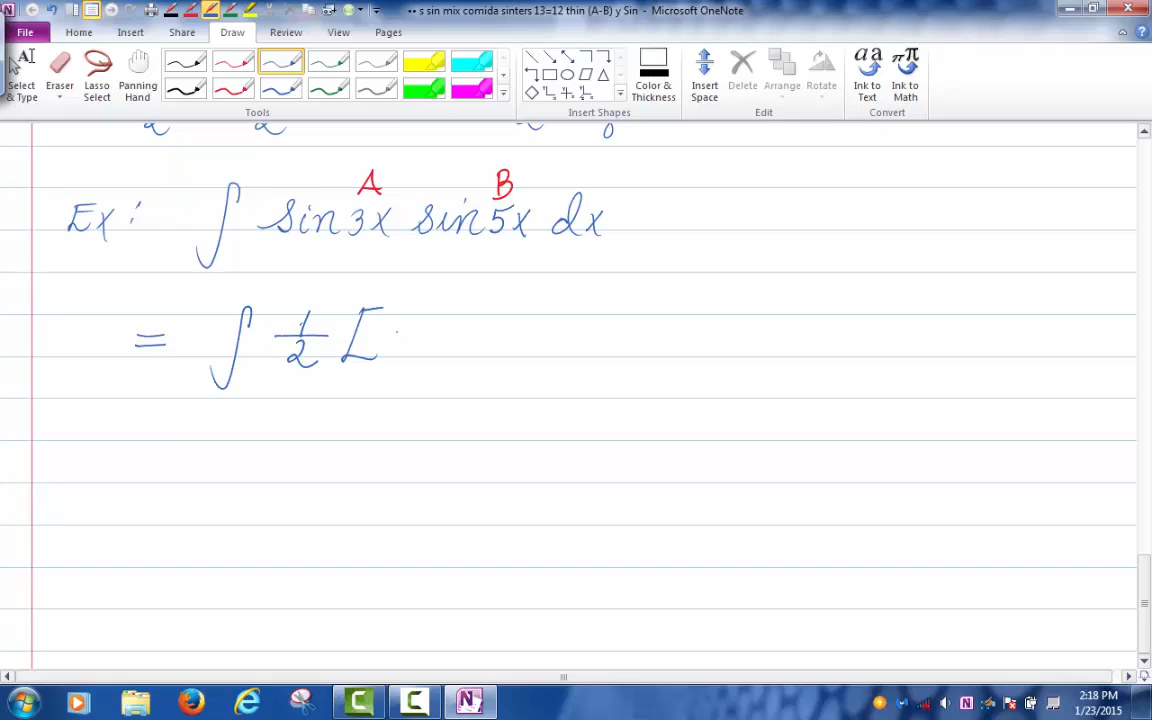 •• s sin mix comida sinters 13=12 thin (A-B) y Sin - Microsoft OneNote
File Home Insert Share Draw Review View Pages
Select & Type Eraser Lasso Select Panning Hand Color & Thickness Insert Space Delete Arrange Rotate Ink to Text Ink to Math
Tools Insert Shapes Edit Convert
A B
Ex: ∫ sin 3x sin 5x dx
= ∫ 1/2 [
2:18 PM
1/23/2015